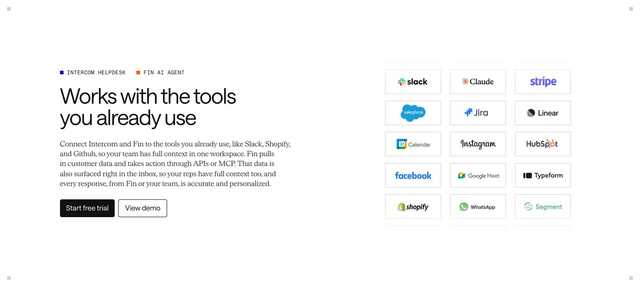 INTERCOM HELPDESK
FIN AI AGENT
Works with the tools
you already use
Connect Intercom and Fin to the tools you already use, like Slack, Shopify,
and Github, so your team has full context in one workspace. Fin pulls
in customer data and takes action through APIs or MCP. That data is
also surfaced right in the inbox, so your reps have full context too, and
every response, from Fin or your team, is accurate and personalized.
Start free trial
View demo
slack
Claude
stripe
salesforce
Jira
Linear
Calendar
Instagram
HubSpot
facebook
Google Meet
Typeform
shopify
WhatsApp
Segment